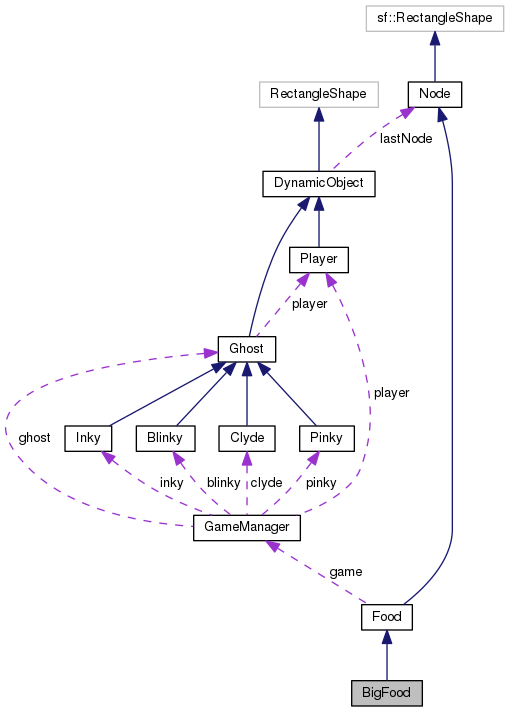 sf::RectangleShape
RectangleShape
Node
lastNode
DynamicObject
Player
player
Ghost
player
Inky
Blinky
Clyde
Pinky
ghost
inky
blinky
clyde
pinky
GameManager
game
Food
BigFood